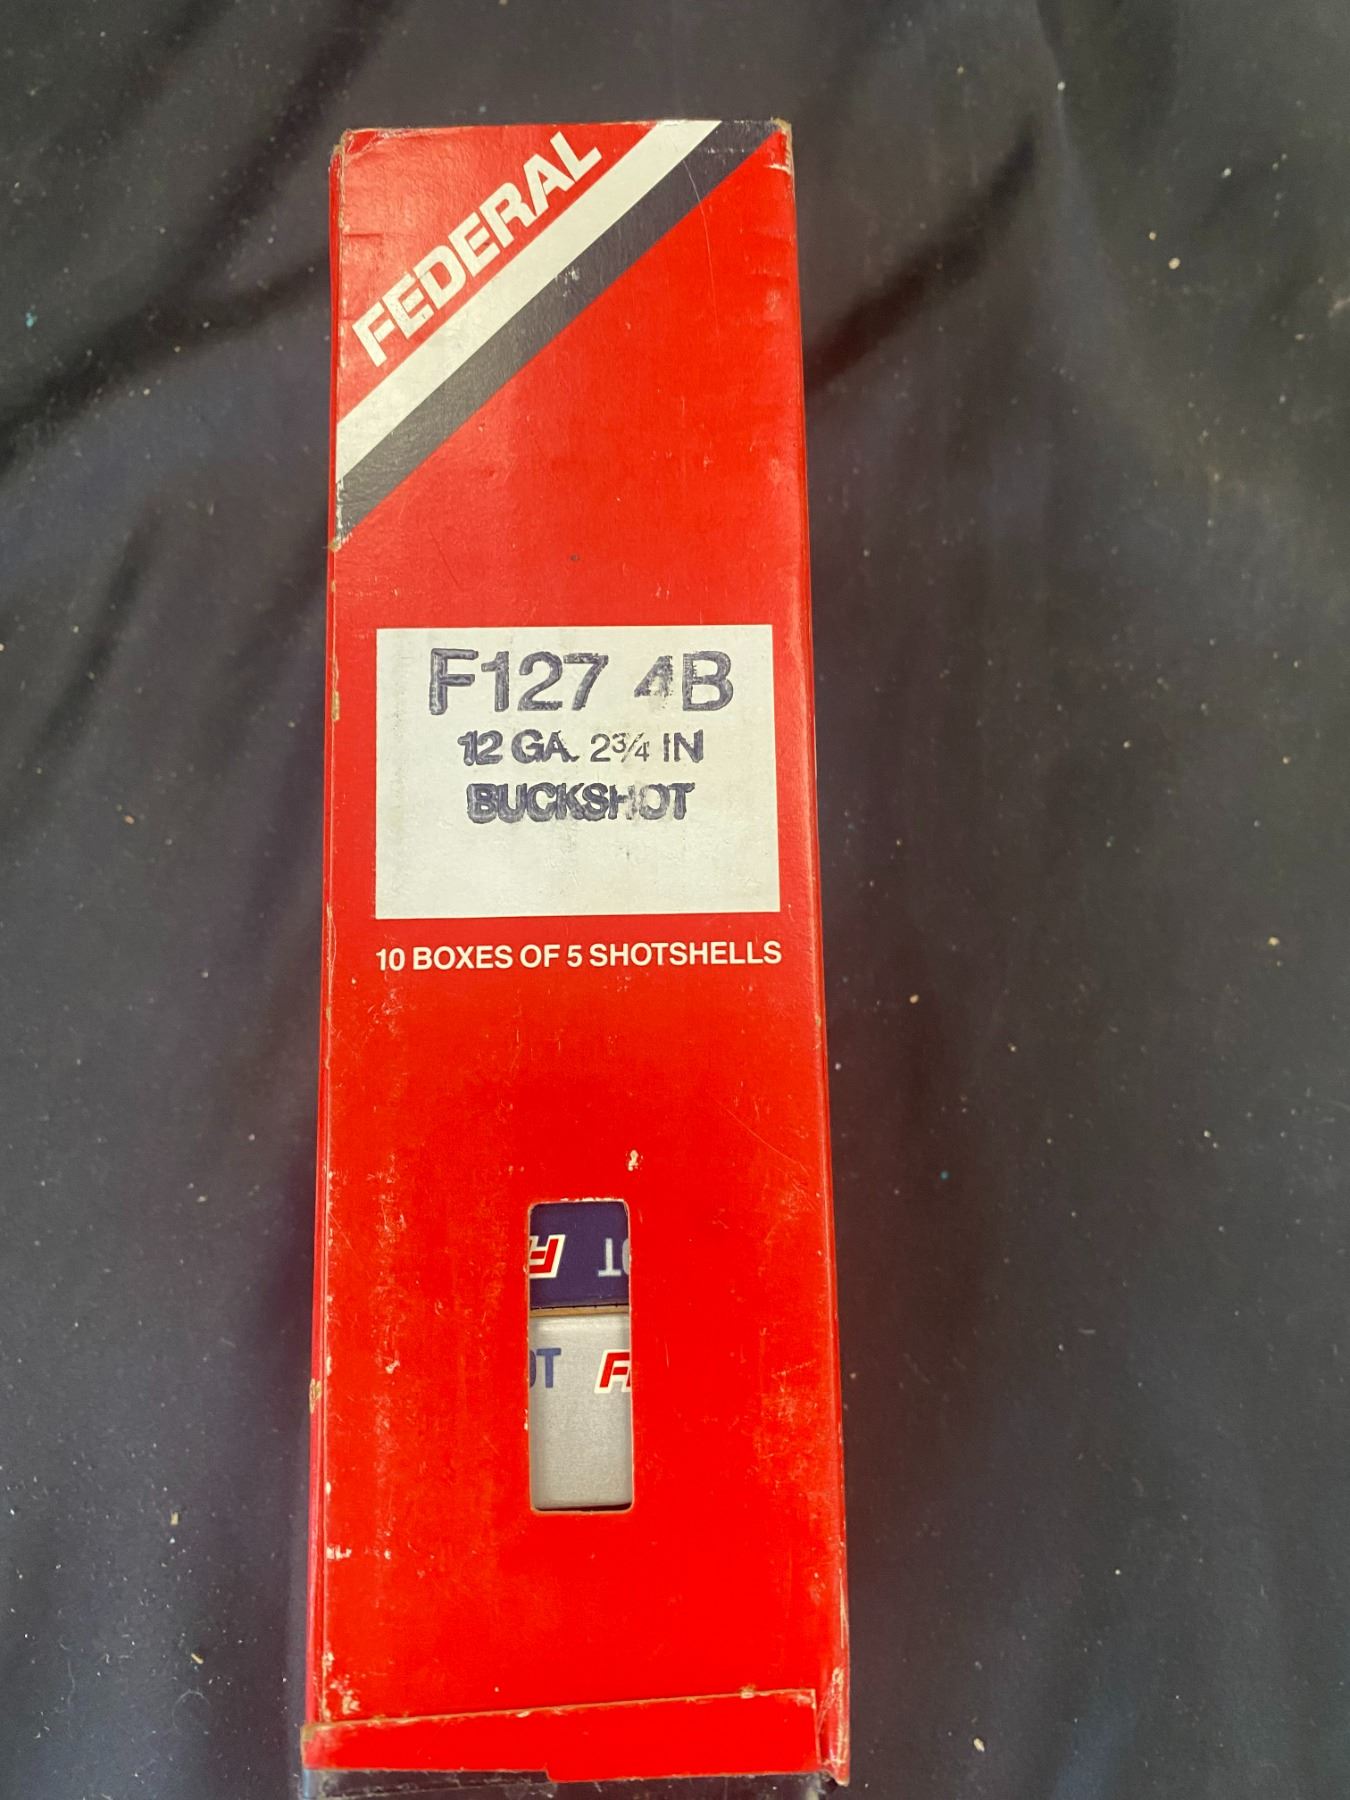 FEDERAL
F127 4B
12 GA. 2¾ IN
BUCKSHOT
10 BOXES OF 5 SHOTSHELLS